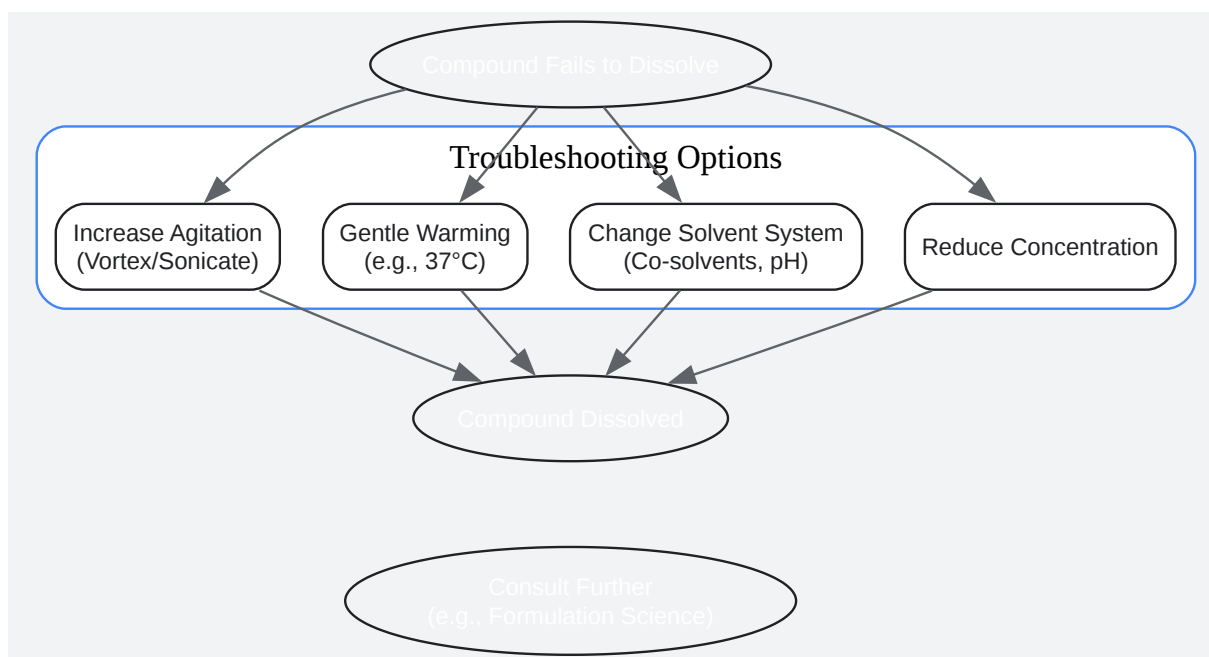 Compound Fails to Dissolve
Troubleshooting Options
Increase Agitation
(Vortex/Sonicate)
Gentle Warming
(e.g., 37°C)
Change Solvent System
(Co-solvents, pH)
Reduce Concentration
Compound Dissolved
Consult Further
(e.g., Formulation Science)